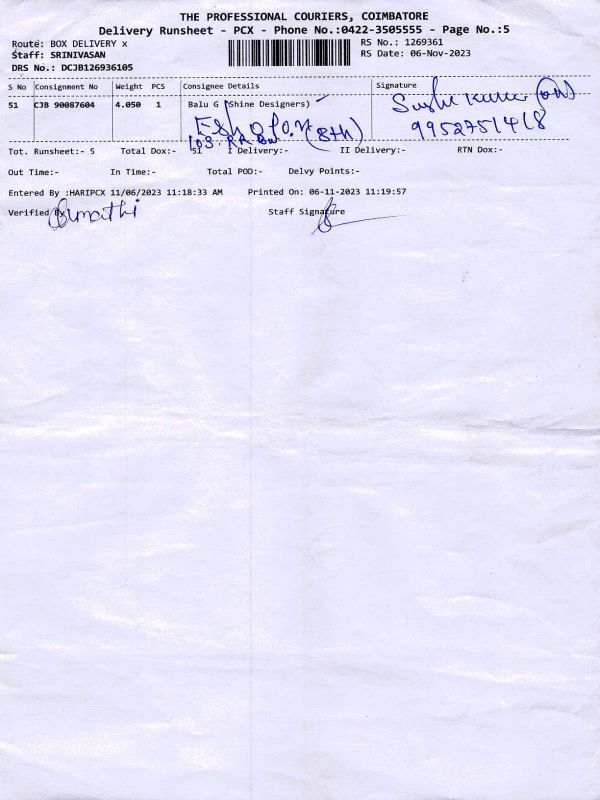 THE PROFESSIONAL COURIERS, COIMBATORE
Delivery Runsheet - PCX - Phone No.:0422-3505555 - Page No.:5
Route: BOX DELIVERY x
RS No.: 1269361
Staff: SRINIVASAN
RS Date: 06-Nov-2023
DRS No.: DCJB126936105
S No Consignment No Weight PCS Consignee Details Signature
51 CJB 90087604 4.050 1 Balu G (Shine Designers)
(8th)
9952751418
Tot. Runsheet:- 5 Total Dox:- 51 I Delivery:- II Delivery:- RTN Dox:-
Out Time:- In Time:- Total POD:- Delvy Points:-
Entered By :HARIPCX 11/06/2023 11:18:33 AM Printed On: 06-11-2023 11:19:57
Verified By Staff Signature